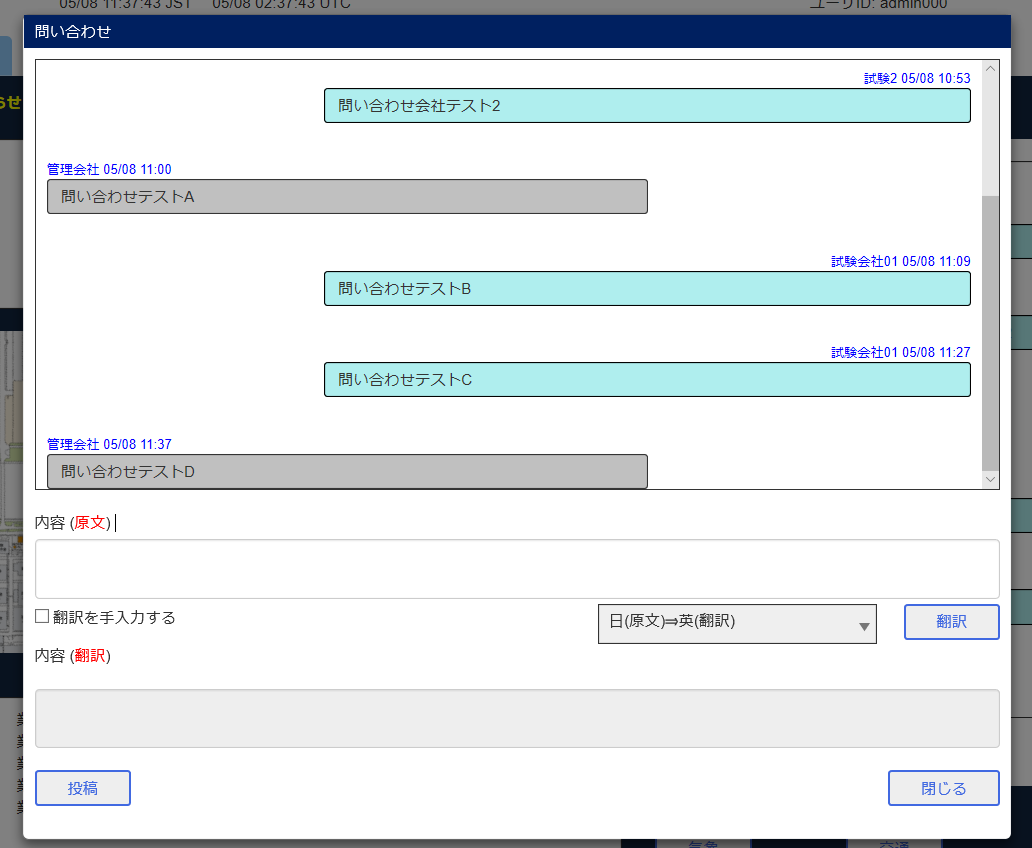 05/08 11:37:43 JST 05/08 02:37:43 UTC
ユーザID: admin000
問い合わせ
らせ
試験2 05/08 10:53
問い合わせ会社テスト2
管理会社 05/08 11:00
問い合わせテストA
試験会社01 05/08 11:09
問い合わせテストB
試験会社01 05/08 11:27
問い合わせテストC
管理会社 05/08 11:37
問い合わせテストD
内容 (原文)
翻訳を手入力する
日(原文)⇒英(翻訳)
翻訳
内容 (翻訳)
投稿
閉じる
気象
交通